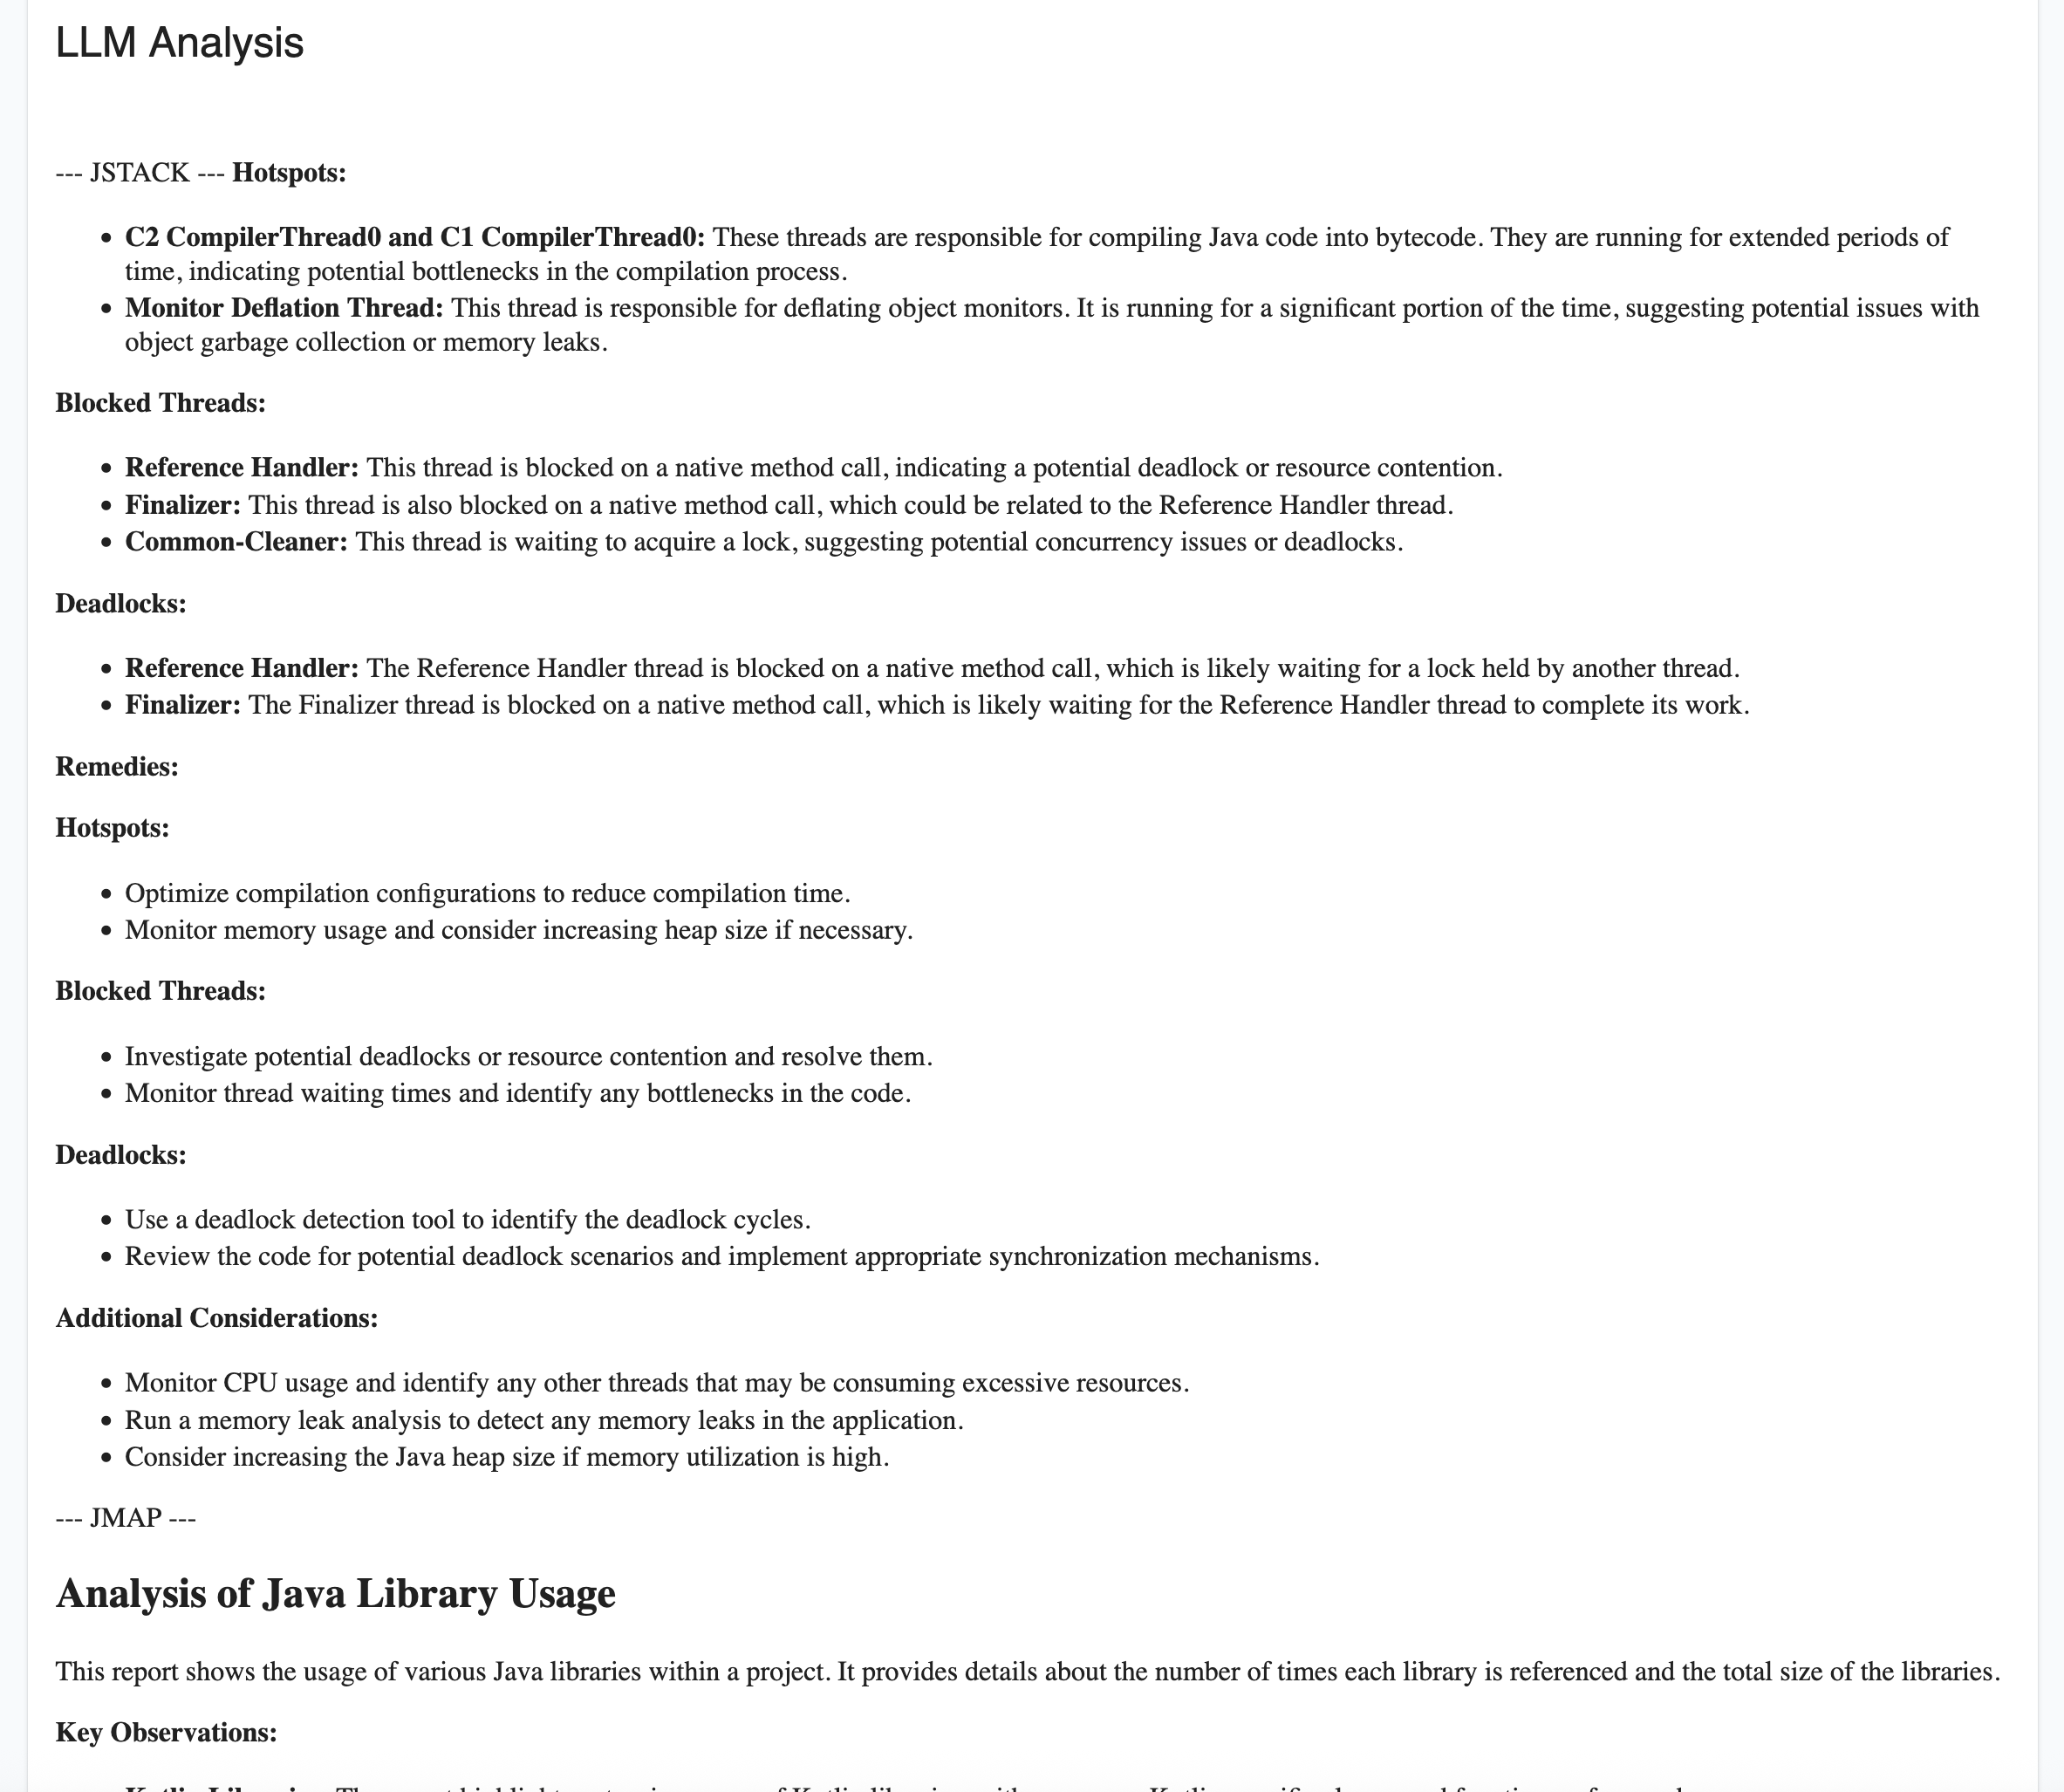 LLM Analysis
--- JSTACK --- Hotspots:
C2 CompilerThread0 and C1 CompilerThread0: These threads are responsible for compiling Java code into bytecode. They are running for extended periods of
time, indicating potential bottlenecks in the compilation process.
Monitor Deflation Thread: This thread is responsible for deflating object monitors. It is running for a significant portion of the time, suggesting potential issues with
object garbage collection or memory leaks.
Blocked Threads:
Reference Handler: This thread is blocked on a native method call, indicating a potential deadlock or resource contention.
Finalizer: This thread is also blocked on a native method call, which could be related to the Reference Handler thread.
Common-Cleaner: This thread is waiting to acquire a lock, suggesting potential concurrency issues or deadlocks.
Deadlocks:
Reference Handler: The Reference Handler thread is blocked on a native method call, which is likely waiting for a lock held by another thread.
Finalizer: The Finalizer thread is blocked on a native method call, which is likely waiting for the Reference Handler thread to complete its work.
Remedies:
Hotspots:
Optimize compilation configurations to reduce compilation time.
Monitor memory usage and consider increasing heap size if necessary.
Blocked Threads:
Investigate potential deadlocks or resource contention and resolve them.
Monitor thread waiting times and identify any bottlenecks in the code.
Deadlocks:
Use a deadlock detection tool to identify the deadlock cycles.
Review the code for potential deadlock scenarios and implement appropriate synchronization mechanisms.
Additional Considerations:
Monitor CPU usage and identify any other threads that may be consuming excessive resources.
Run a memory leak analysis to detect any memory leaks in the application.
Consider increasing the Java heap size if memory utilization is high.
--- JMAP ---
Analysis of Java Library Usage
This report shows the usage of various Java libraries within a project. It provides details about the number of times each library is referenced and the total size of the libraries.
Key Observations: